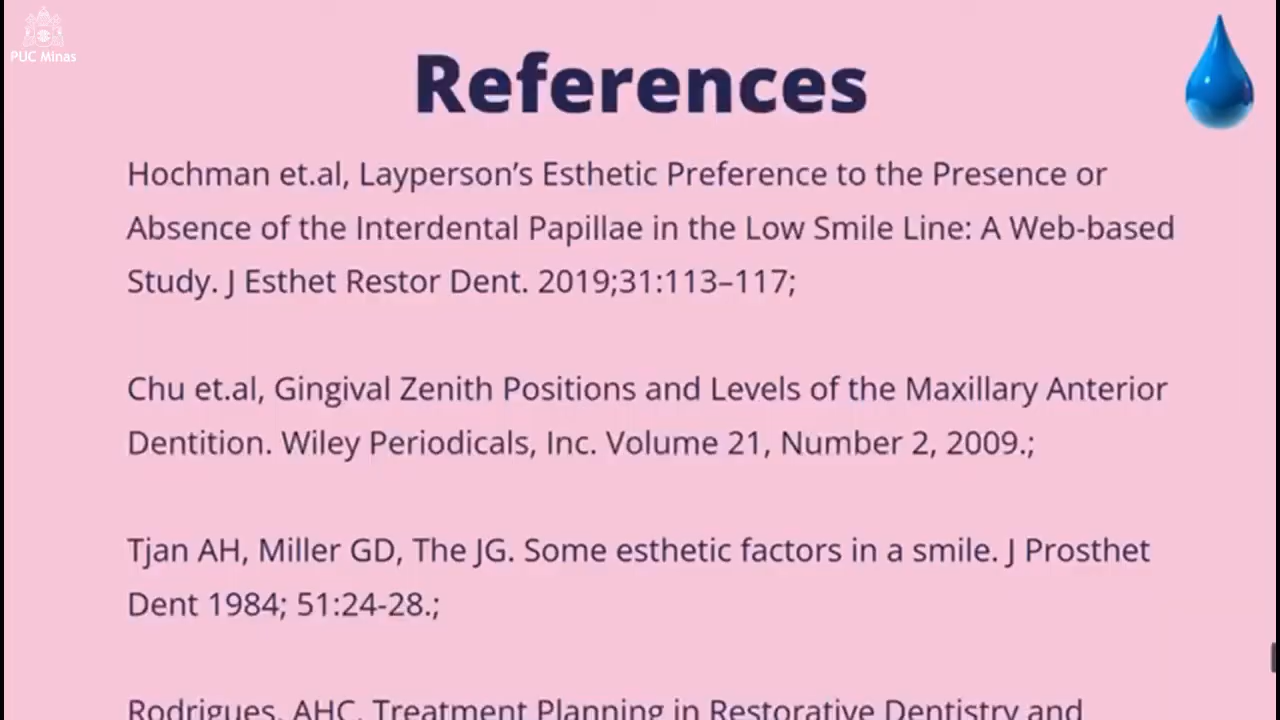 PUC Minas
References
Hochman et.al, Layperson’s Esthetic Preference to the Presence or
Absence of the Interdental Papillae in the Low Smile Line: A Web-based
Study. J Esthet Restor Dent. 2019;31:113–117;
Chu et.al, Gingival Zenith Positions and Levels of the Maxillary Anterior
Dentition. Wiley Periodicals, Inc. Volume 21, Number 2, 2009.;
Tjan AH, Miller GD, The JG. Some esthetic factors in a smile. J Prosthet
Dent 1984; 51:24-28.;
Rodrigues, AHC. Treatment Planning in Restorative Dentistry and